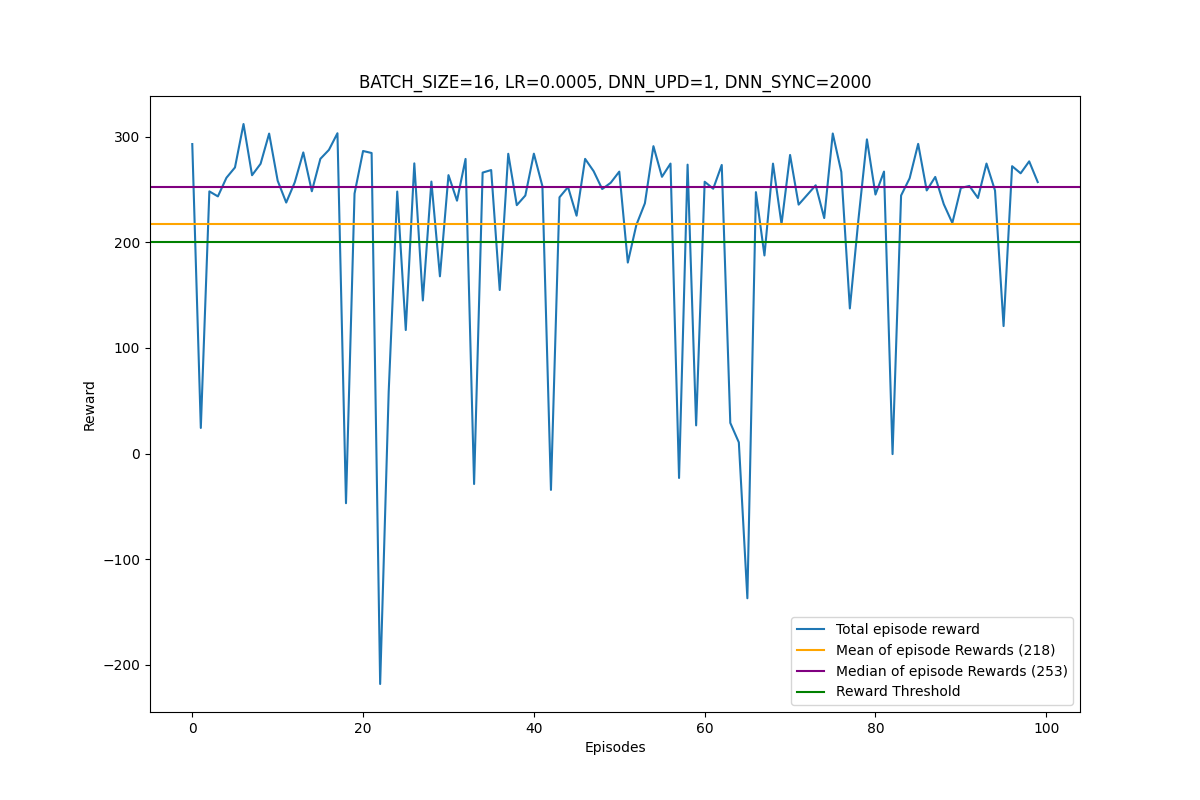 BATCH_SIZE=16, LR=0.0005, DNN_UPD=1, DNN_SYNC=2000
300
200
100
0
−100
−200
Reward
0 20 40 60 80 100
Episodes
Total episode reward
Mean of episode Rewards (218)
Median of episode Rewards (253)
Reward Threshold